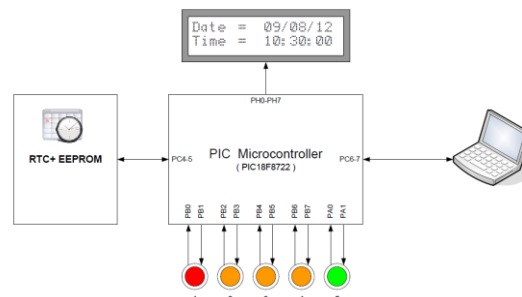 Date = 09/08/12
Time = 10:30:00
PH0-PH7
RTC+ EEPROM
PC4-5
PIC Microcontroller
( PIC18F8722 )
PC6-7
PB0
PB1
PB2
PB3
PB4
PB5
PB6
PB7
PA0
PA1